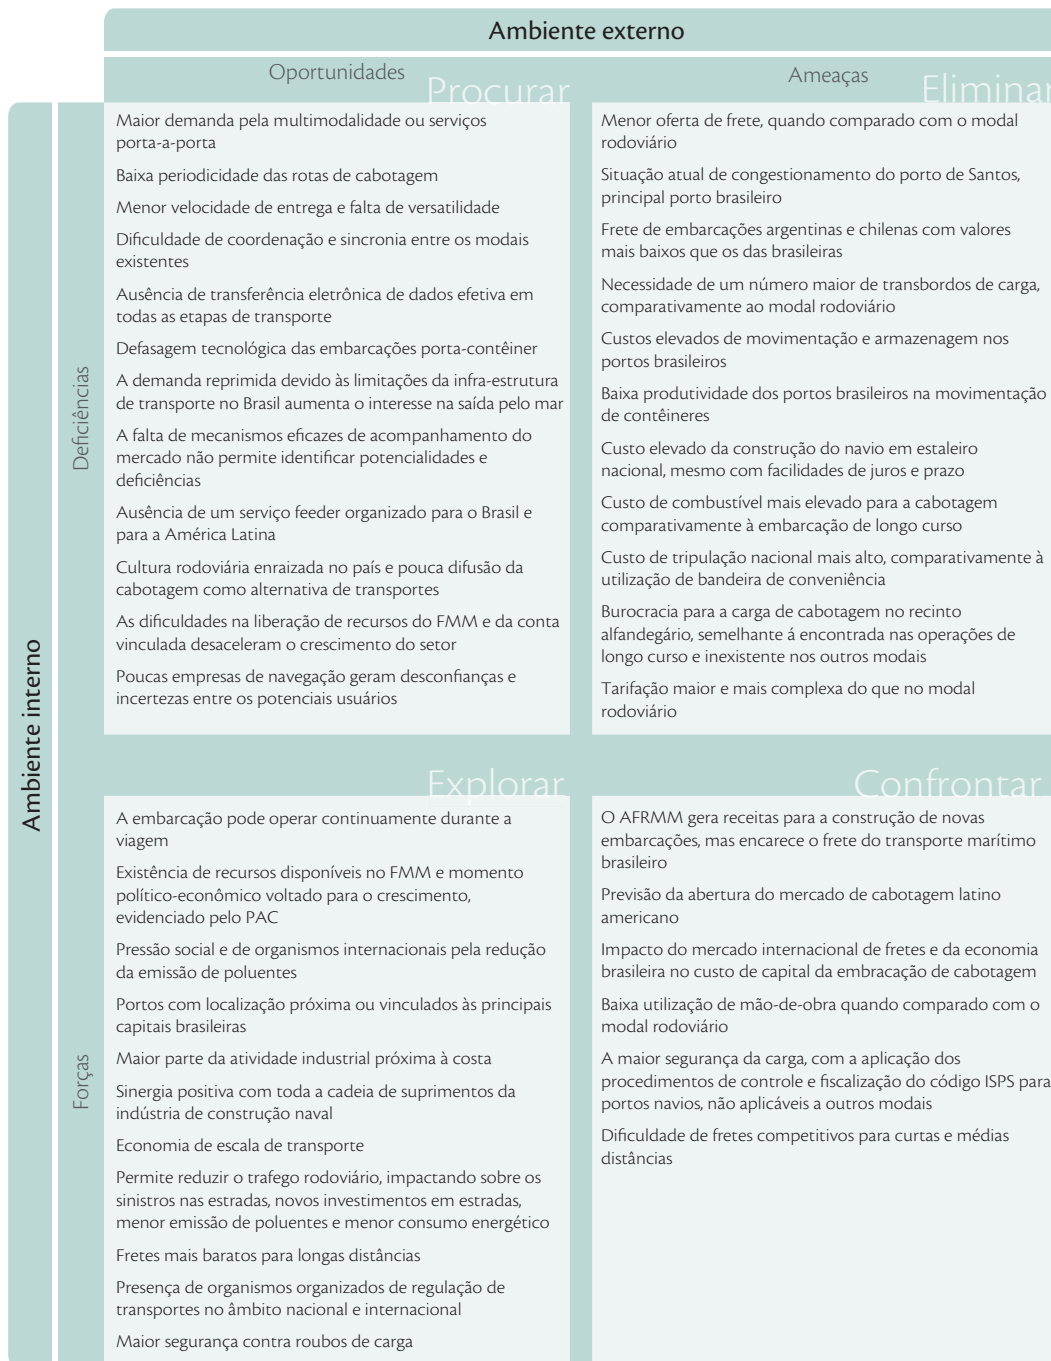 Ambiente externo
Oportunidades
Procurar
Ameaças
Eliminar
Ambiente interno
Deficiências
Maior demanda pela multimodalidade ou serviços
porta-a-porta
Baixa periodicidade das rotas de cabotagem
Menor velocidade de entrega e falta de versatilidade
Dificuldade de coordenação e sincronia entre os modais
existentes
Ausência de transferência eletrônica de dados efetiva em
todas as etapas de transporte
Defasagem tecnológica das embarcações porta-contêiner
A demanda reprimida devido às limitações da infra-estrutura
de transporte no Brasil aumenta o interesse na saída pelo mar
A falta de mecanismos eficazes de acompanhamento do
mercado não permite identificar potencialidades e
deficiências
Ausência de um serviço feeder organizado para o Brasil e
para a América Latina
Cultura rodoviária enraizada no país e pouca difusão da
cabotagem como alternativa de transportes
As dificuldades na liberação de recursos do FMM e da conta
vinculada desaceleram o crescimento do setor
Poucas empresas de navegação geram desconfianças e
incertezas entre os potenciais usuários
Menor oferta de frete, quando comparado com o modal
rodoviário
Situação atual de congestionamento do porto de Santos,
principal porto brasileiro
Frete de embarcações argentinas e chilenas com valores
mais baixos que os das brasileiras
Necessidade de um número maior de transbordos de carga,
comparativamente ao modal rodoviário
Custos elevados de movimentação e armazenagem nos
portos brasileiros
Baixa produtividade dos portos brasileiros na movimentação
de contêineres
Custo elevado da construção do navio em estaleiro
nacional, mesmo com facilidades de juros e prazo
Custo de combustível mais elevado para a cabotagem
comparativamente à embarcação de longo curso
Custo de tripulação nacional mais alto, comparativamente à
utilização de bandeira de conveniência
Burocracia para a carga de cabotagem no recinto
alfandegário, semelhante á encontrada nas operações de
longo curso e inexistente nos outros modais
Tarifação maior e mais complexa do que no modal
rodoviário
Forças
Explorar
A embarcação pode operar continuamente durante a
viagem
Existência de recursos disponíveis no FMM e momento
político-econômico voltado para o crescimento,
evidenciado pelo PAC
Pressão social e de organismos internacionais pela redução
da emissão de poluentes
Portos com localização próxima ou vinculados às principais
capitais brasileiras
Maior parte da atividade industrial próxima à costa
Sinergia positiva com toda a cadeia de suprimentos da
indústria de construção naval
Economia de escala de transporte
Permite reduzir o trafego rodoviário, impactando sobre os
sinistros nas estradas, novos investimentos em estradas,
menor emissão de poluentes e menor consumo energético
Fretes mais baratos para longas distâncias
Presença de organismos organizados de regulação de
transportes no âmbito nacional e internacional
Maior segurança contra roubos de carga
Confrontar
O AFRMM gera receitas para a construção de novas
embarcações, mas encarece o frete do transporte marítimo
brasileiro
Previsão da abertura do mercado de cabotagem latino
americano
Impacto do mercado internacional de fretes e da economia
brasileira no custo de capital da embracação de cabotagem
Baixa utilização de mão-de-obra quando comparado com o
modal rodoviário
A maior segurança da carga, com a aplicação dos
procedimentos de controle e fiscalização do código ISPS para
portos navios, não aplicáveis a outros modais
Dificuldade de fretes competitivos para curtas e médias
distâncias